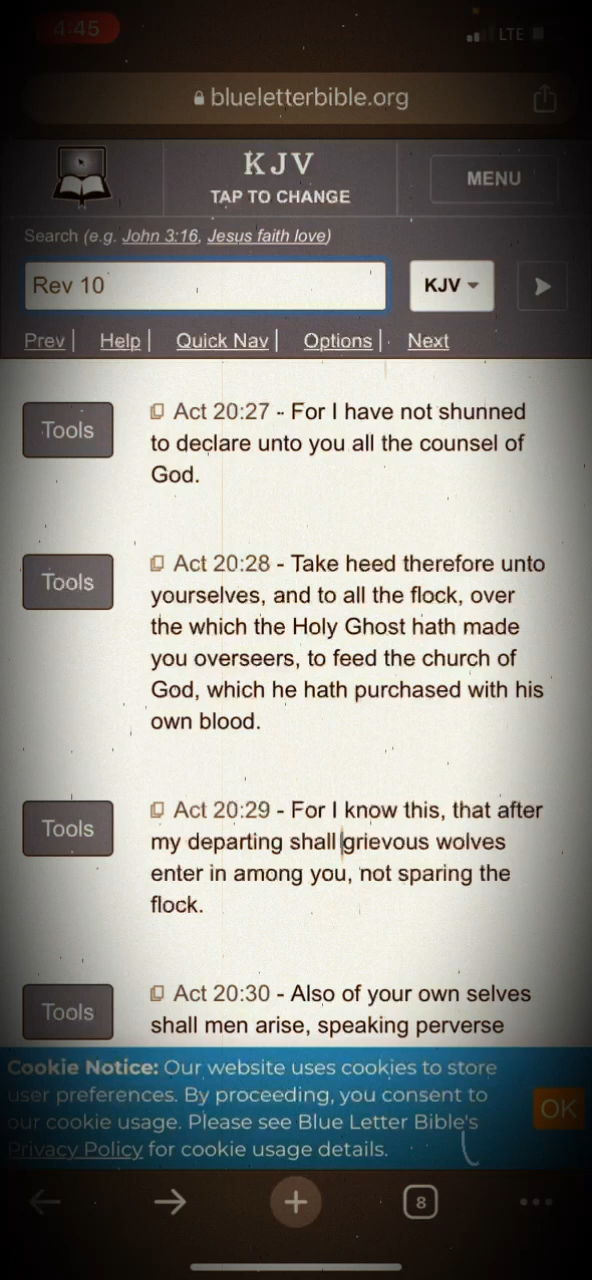 4:45
LTE
blueletterbible.org
KJV
TAP TO CHANGE
MENU
Search (e.g. John 3:16, Jesus faith love)
Rev 10
KJV
Prev | Help | Quick Nav | Options | Next
Tools
Act 20:27 - For I have not shunned
to declare unto you all the counsel of
God.
Tools
Act 20:28 - Take heed therefore unto
yourselves, and to all the flock, over
the which the Holy Ghost hath made
you overseers, to feed the church of
God, which he hath purchased with his
own blood.
Tools
Act 20:29 - For I know this, that after
my departing shall grievous wolves
enter in among you, not sparing the
flock.
Tools
Act 20:30 - Also of your own selves
shall men arise, speaking perverse
Cookie Notice: Our website uses cookies to store
user preferences. By proceeding, you consent to
our cookie usage. Please see Blue Letter Bible's
Privacy Policy for cookie usage details.
OK
8